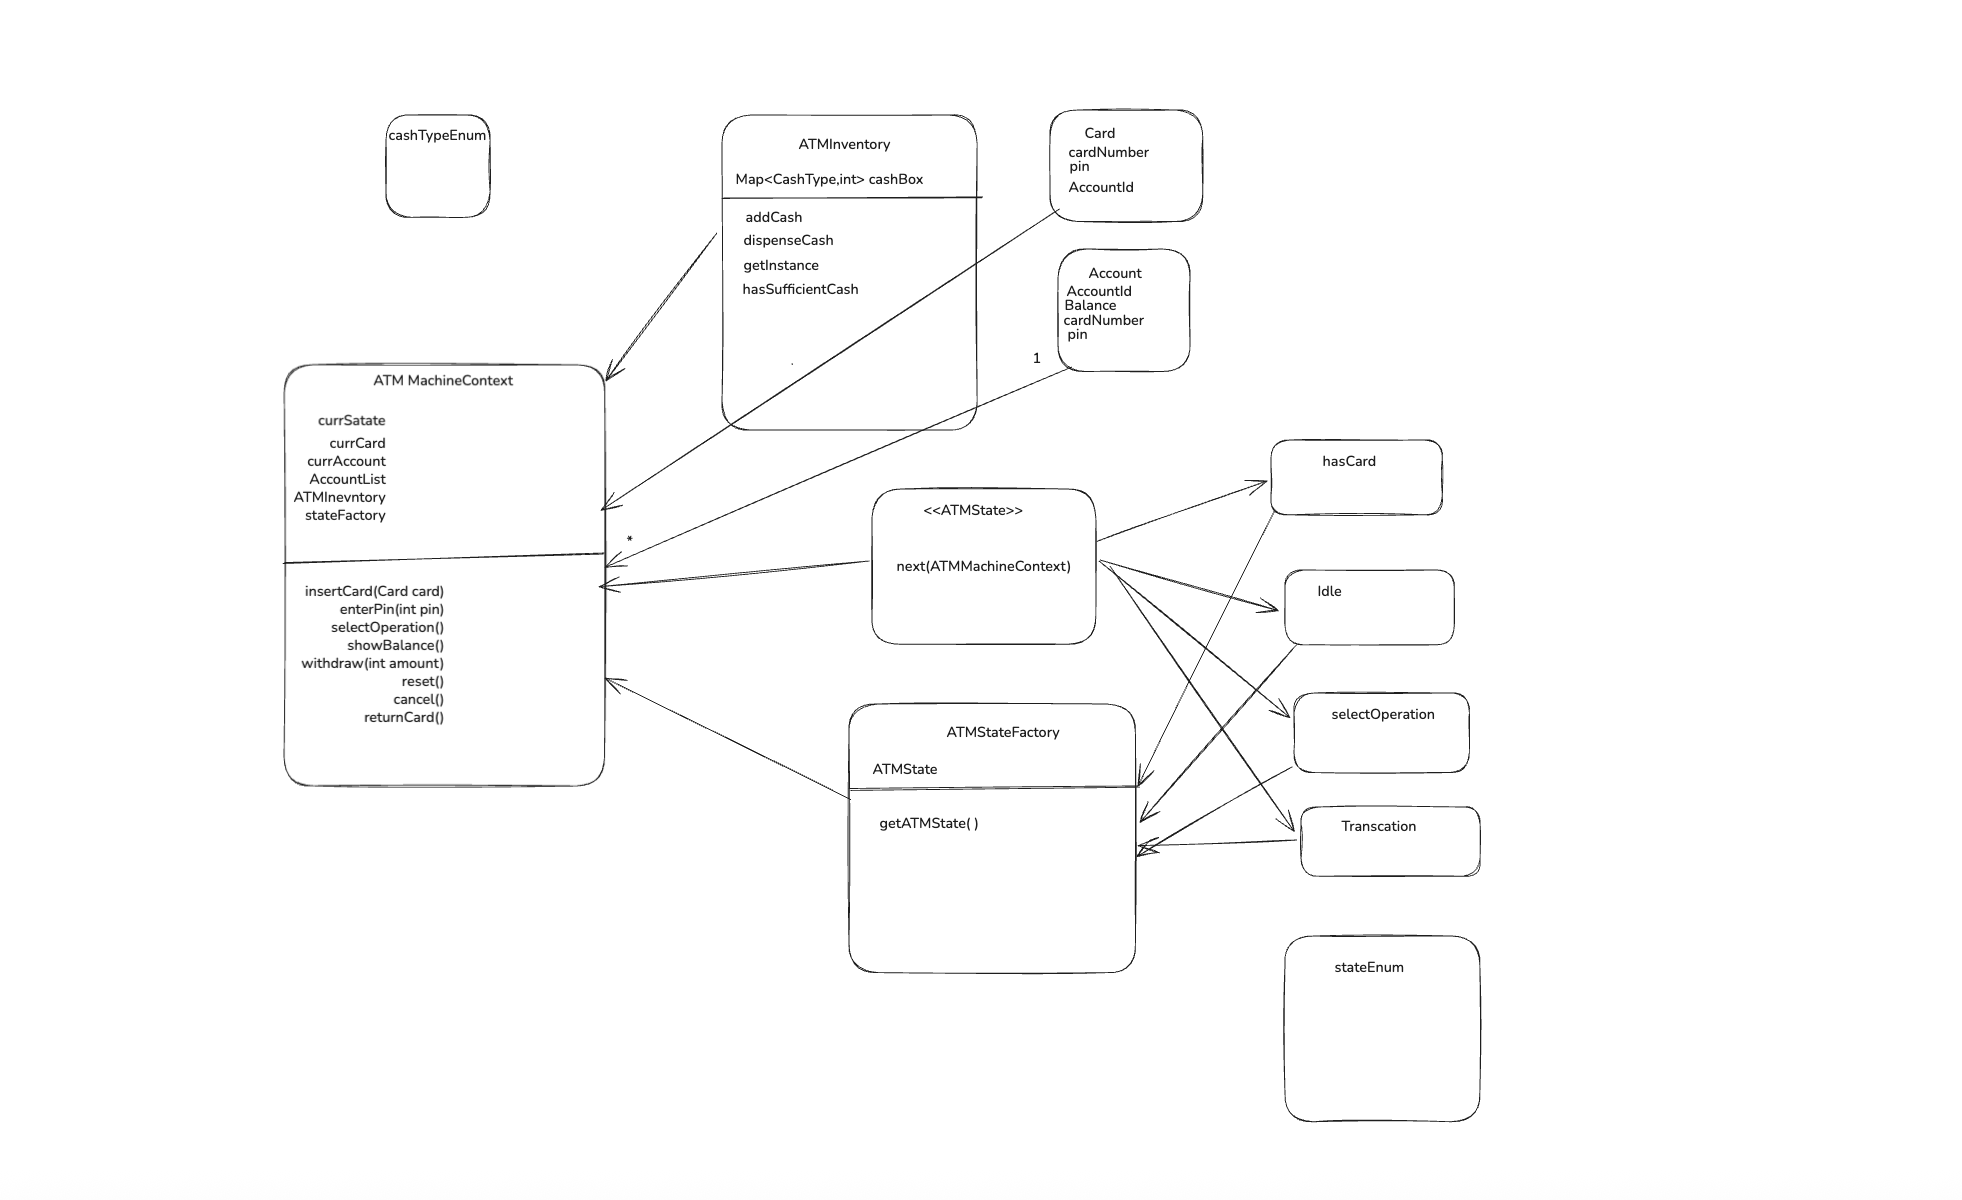 cashTypeEnum
ATMInventory
Map<CashType,int> cashBox
addCash
dispenseCash
getInstance
hasSufficientCash
Card
cardNumber
pin
AccountId
Account
AccountId
Balance
cardNumber
pin
1
*
ATM MachineContext
currSatate
currCard
currAccount
AccountList
ATMInevntory
stateFactory
insertCard(Card card)
enterPin(int pin)
selectOperation()
showBalance()
withdraw(int amount)
reset()
cancel()
returnCard()
<<ATMState>>
next(ATMMachineContext)
ATMStateFactory
ATMState
getATMState( )
hasCard
Idle
selectOperation
Transcation
stateEnum